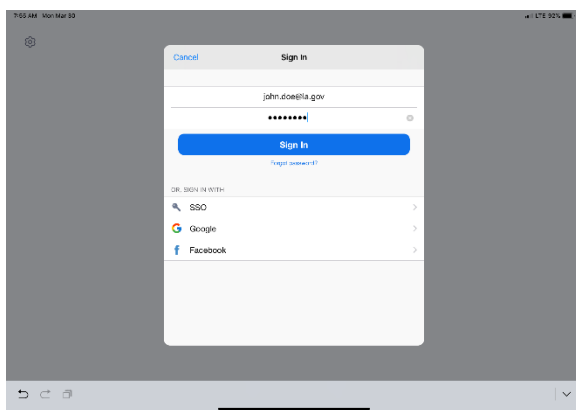 7:56 AM Mon Mar 30
LTE 92%
Cancel
Sign In
john.doe@la.gov
••••••••
Sign In
Forgot password?
OR, SIGN IN WITH
SSO
Google
Facebook